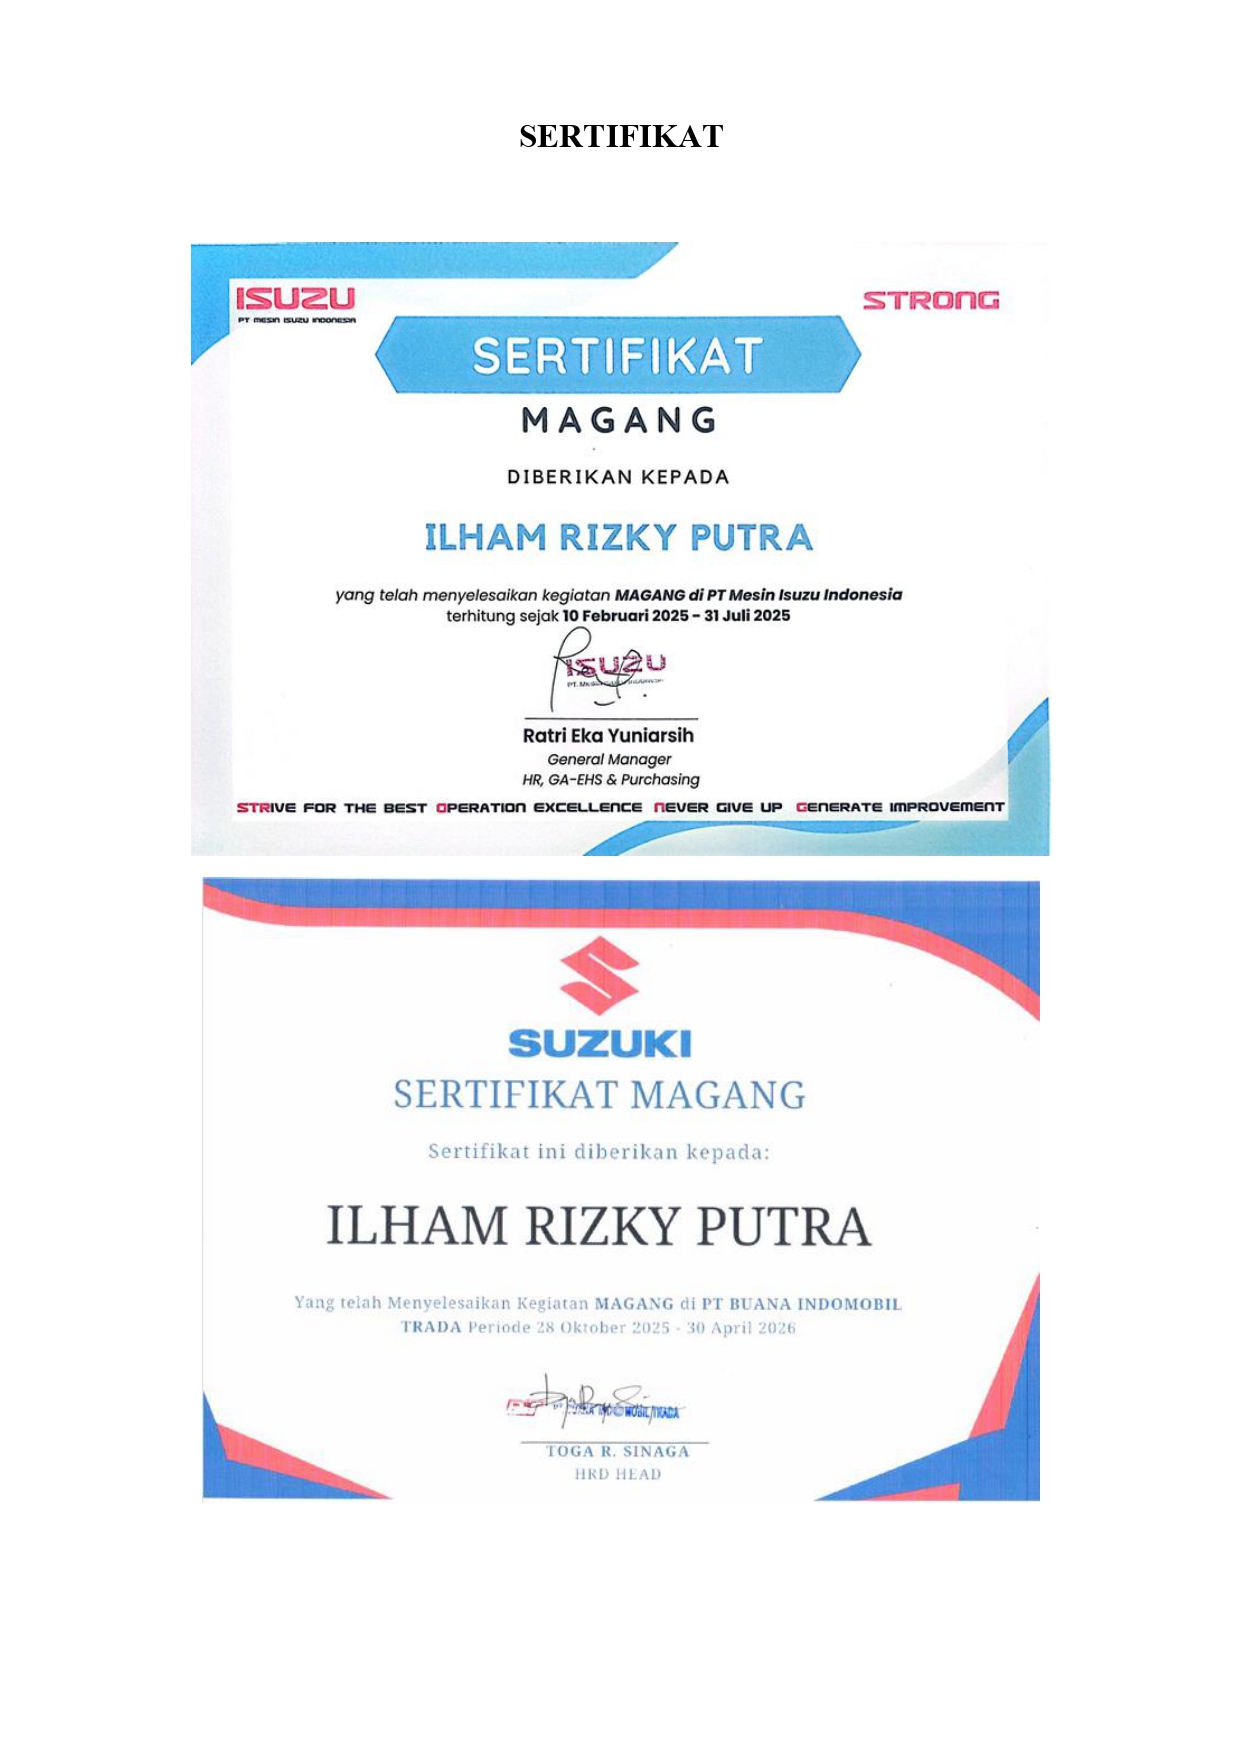 SERTIFIKAT
ISUZU
PT MESIN ISUZU INDONESIA
STRONG
SERTIFIKAT
MAGANG
DIBERIKAN KEPADA
ILHAM RIZKY PUTRA
yang telah menyelesaikan kegiatan MAGANG di PT Mesin Isuzu Indonesia
terhitung sejak 10 Februari 2025 - 31 Juli 2025
ISUZU
Ratri Eka Yuniarsih
General Manager
HR, GA-EHS & Purchasing
STRIVE FOR THE BEST OPERATION EXCELLENCE NEVER GIVE UP GENERATE IMPROVEMENT
SUZUKI
SERTIFIKAT MAGANG
Sertifikat ini diberikan kepada:
ILHAM RIZKY PUTRA
Yang telah Menyelesaikan Kegiatan MAGANG di PT BUANA INDOMOBIL
TRADA Periode 28 Oktober 2025 - 30 April 2026
TOGA R. SINAGA
HRD HEAD